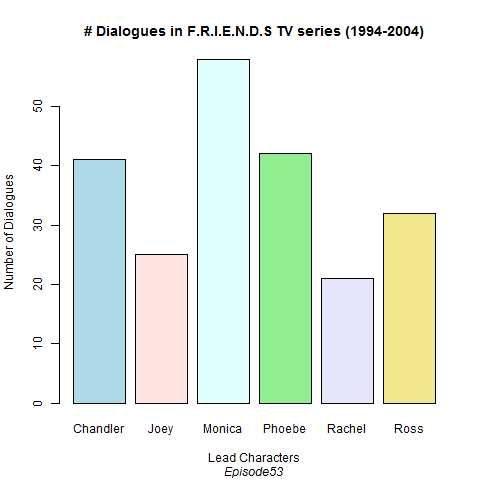 # Dialogues in F.R.I.E.N.D.S TV series (1994-2004)
Number of Dialogues
50
40
30
20
10
0
Chandler Joey Monica Phoebe Rachel Ross
Lead Characters
Episode53